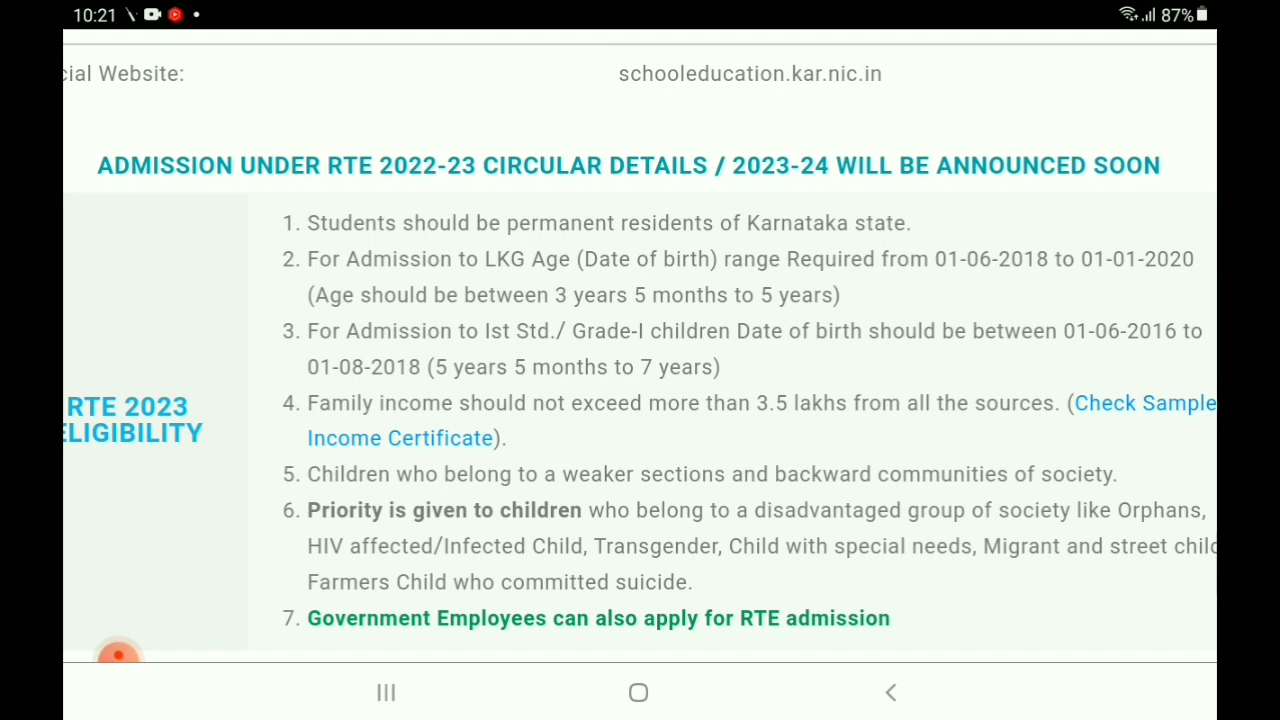 10:21
87%
cial Website:
schooleducation.kar.nic.in
ADMISSION UNDER RTE 2022-23 CIRCULAR DETAILS / 2023-24 WILL BE ANNOUNCED SOON
RTE 2023
ELIGIBILITY
1. Students should be permanent residents of Karnataka state.
2. For Admission to LKG Age (Date of birth) range Required from 01-06-2018 to 01-01-2020
(Age should be between 3 years 5 months to 5 years)
3. For Admission to Ist Std./ Grade-I children Date of birth should be between 01-06-2016 to
01-08-2018 (5 years 5 months to 7 years)
4. Family income should not exceed more than 3.5 lakhs from all the sources. (Check Sample
Income Certificate).
5. Children who belong to a weaker sections and backward communities of society.
6. Priority is given to children who belong to a disadvantaged group of society like Orphans,
HIV affected/Infected Child, Transgender, Child with special needs, Migrant and street child
Farmers Child who committed suicide.
7. Government Employees can also apply for RTE admission